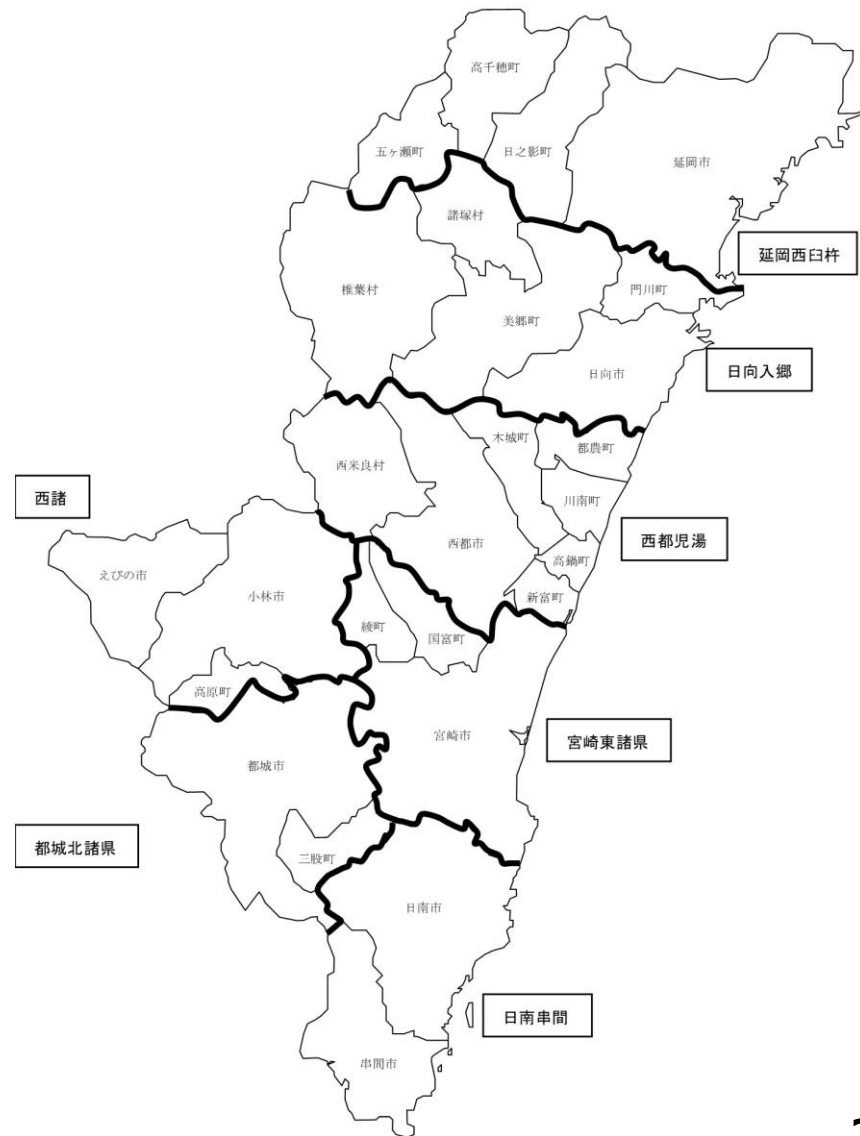 高千穂町
五ヶ瀬町
日之影町
延岡市
諸塚村
延岡西臼杵
椎葉村
門川町
美郷町
日向市
日向入郷
木城町
都農町
西米良村
西諸
川南町
西都市
西都児湯
高鍋町
えびの市
小林市
新富町
綾町
国富町
高原町
宮崎市
宮崎東諸県
都城市
都城北諸県
三股町
日南市
日南串間
串間市